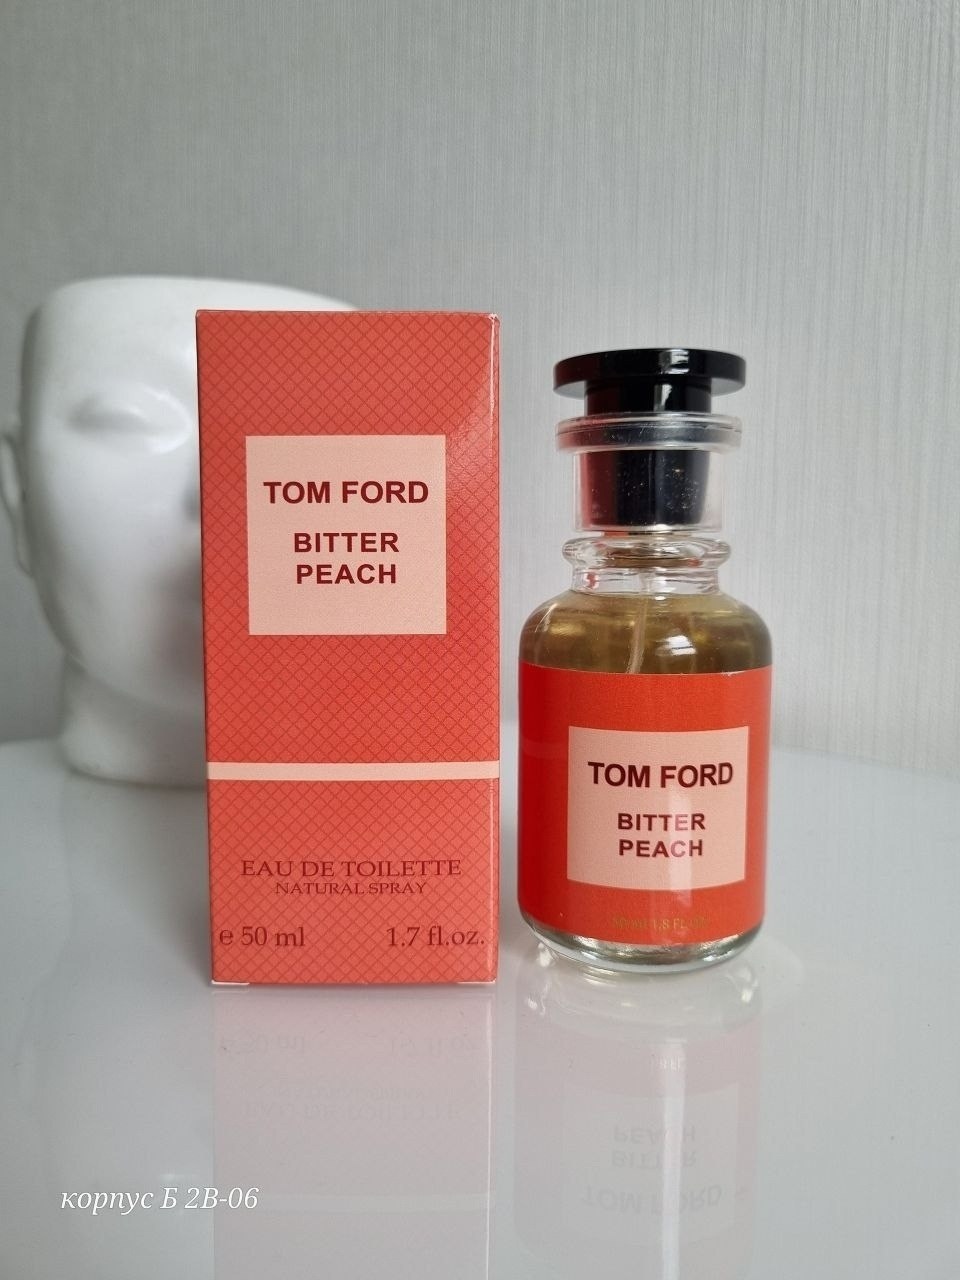 TOM FORD
BITTER
PEACH
EAU DE TOILETTE
NATURAL SPRAY
e 50 ml 1.7 fl.oz.
TOM FORD
BITTER
PEACH
корпус Б 2В-06